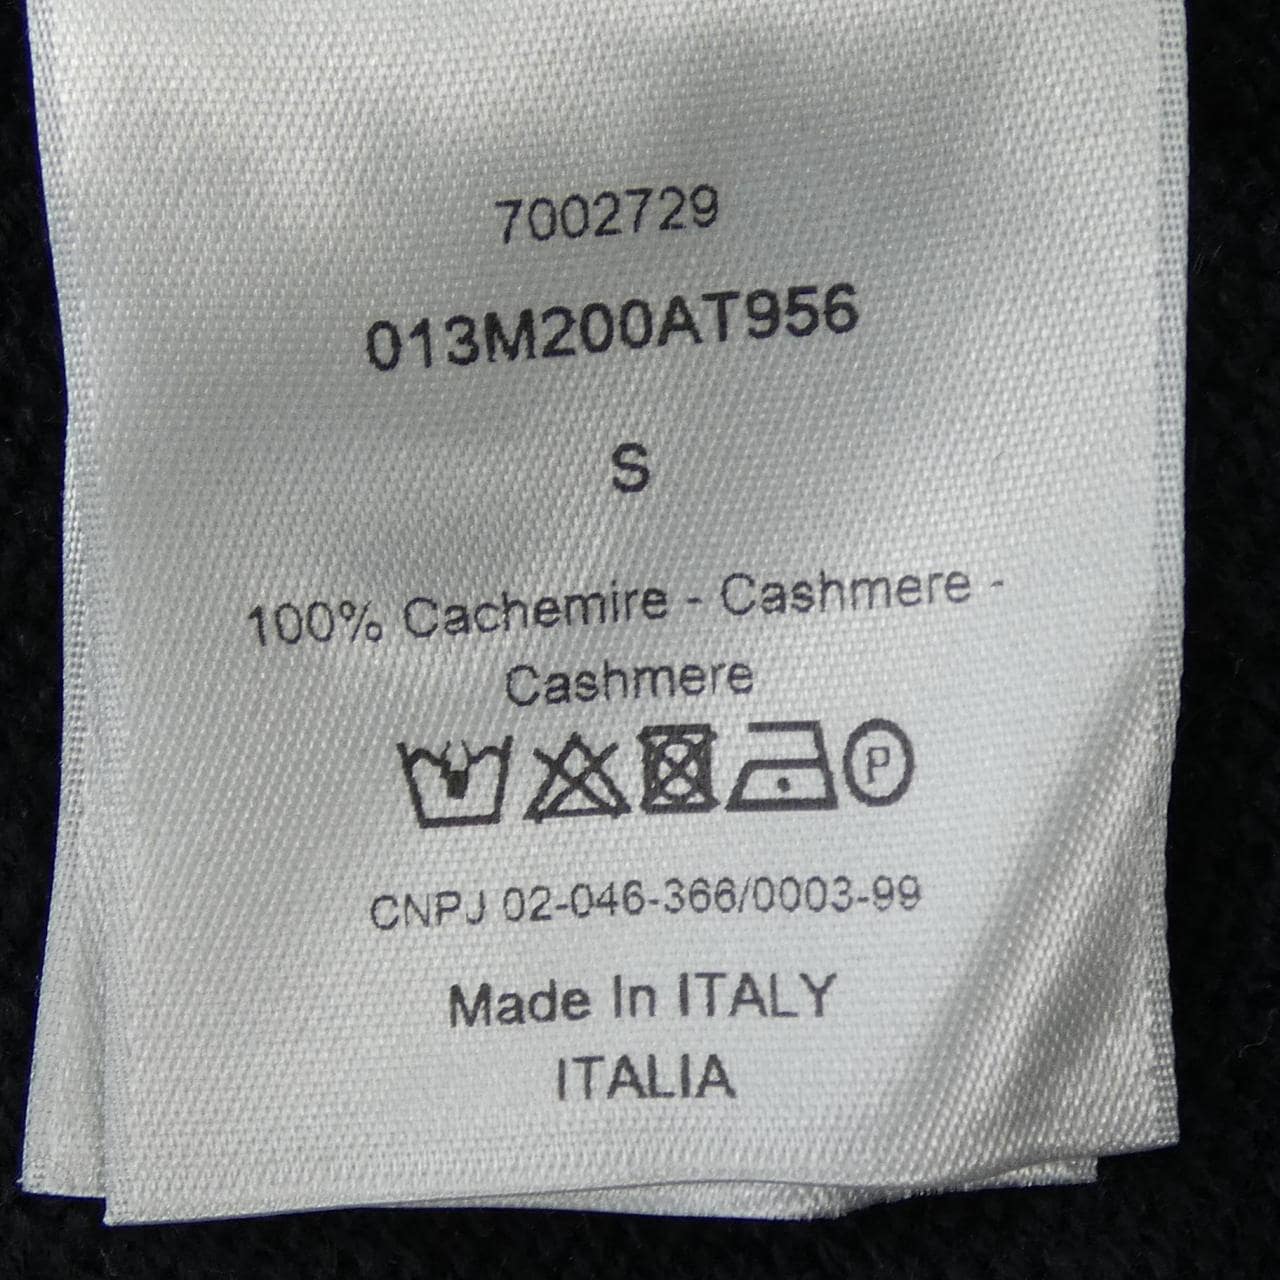 7002729
013M200AT956
S
100% Cachemire - Cashmere -
Cashmere
P
CNPJ 02-046-366/0003-99
Made In ITALY
ITALIA